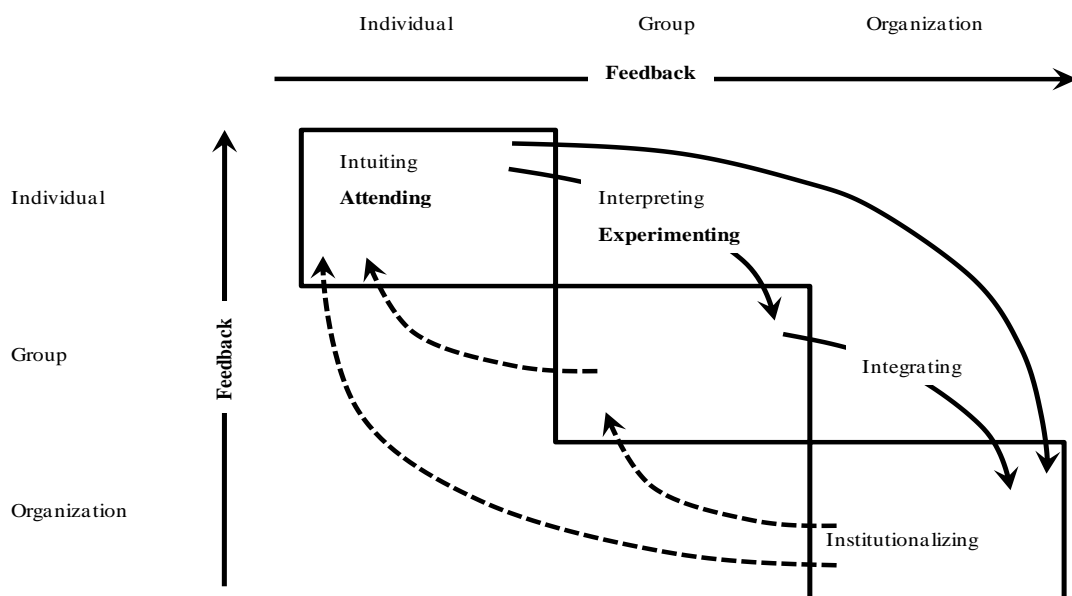 Individual
Group
Organization
Feedback
Intuiting
Attending
Individual
Interpreting
Experimenting
Feedback
Group
Integrating
Organization
Institutionalizing